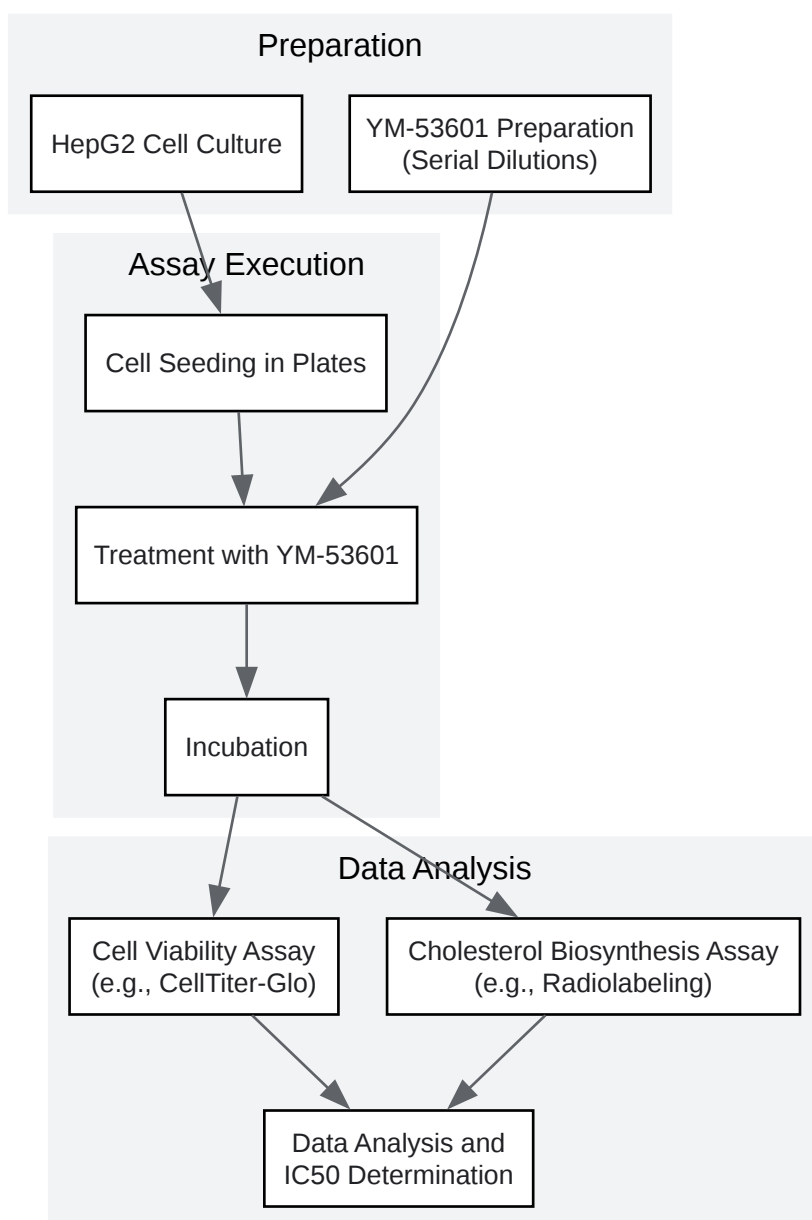 Preparation
HepG2 Cell Culture
YM-53601 Preparation
(Serial Dilutions)
Assay Execution
Cell Seeding in Plates
Treatment with YM-53601
Incubation
Data Analysis
Cell Viability Assay
(e.g., CellTiter-Glo)
Cholesterol Biosynthesis Assay
(e.g., Radiolabeling)
Data Analysis and
IC50 Determination